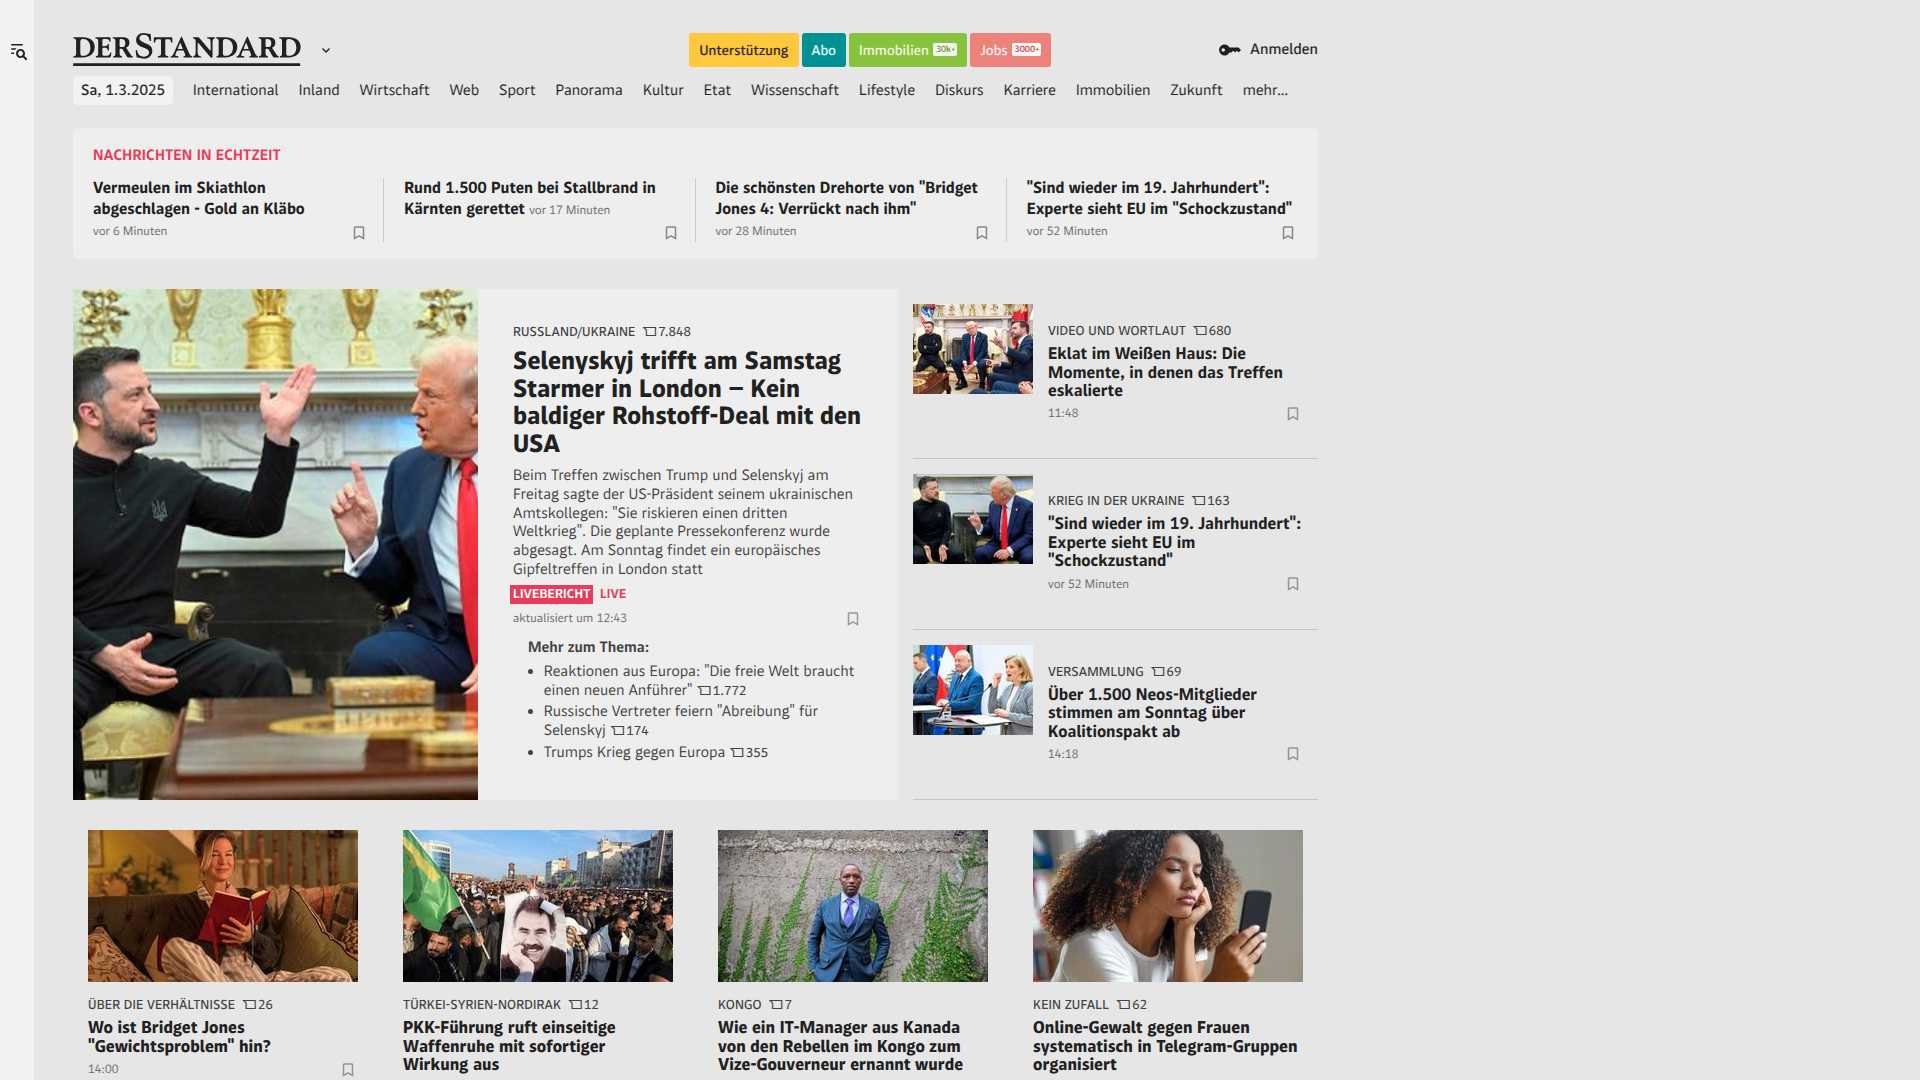 DERSTANDARD
Unterstützung Abo Immobilien 30k+ Jobs 3000+
Anmelden
Sa, 1.3.2025 International Inland Wirtschaft Web Sport Panorama Kultur Etat Wissenschaft Lifestyle Diskurs Karriere Immobilien Zukunft mehr...
NACHRICHTEN IN ECHTZEIT
Vermeulen im Skiathlon
abgeschlagen - Gold an Kläbo
vor 6 Minuten
Rund 1.500 Puten bei Stallbrand in
Kärnten gerettet vor 17 Minuten
Die schönsten Drehorte von "Bridget
Jones 4: Verrückt nach ihm"
vor 28 Minuten
"Sind wieder im 19. Jahrhundert":
Experte sieht EU im "Schockzustand"
vor 52 Minuten
RUSSLAND/UKRAINE 7.848
Selenyskyj trifft am Samstag
Starmer in London – Kein
baldiger Rohstoff-Deal mit den
USA
Beim Treffen zwischen Trump und Selenskyj am
Freitag sagte der US-Präsident seinem ukrainischen
Amtskollegen: "Sie riskieren einen dritten
Weltkrieg". Die geplante Pressekonferenz wurde
abgesagt. Am Sonntag findet ein europäisches
Gipfeltreffen in London statt
LIVEBERICHT LIVE
aktualisiert um 12:43
Mehr zum Thema:
• Reaktionen aus Europa: "Die freie Welt braucht
einen neuen Anführer" 1.772
• Russische Vertreter feiern "Abreibung" für
Selenskyj 174
• Trumps Krieg gegen Europa 355
VIDEO UND WORTLAUT 680
Eklat im Weißen Haus: Die
Momente, in denen das Treffen
eskalierte
11:48
KRIEG IN DER UKRAINE 163
"Sind wieder im 19. Jahrhundert":
Experte sieht EU im
"Schockzustand"
vor 52 Minuten
VERSAMMLUNG 69
Über 1.500 Neos-Mitglieder
stimmen am Sonntag über
Koalitionspakt ab
14:18
ÜBER DIE VERHÄLTNISSE 26
Wo ist Bridget Jones
"Gewichtsproblem" hin?
14:00
TÜRKEI-SYRIEN-NORDIRAK 12
PKK-Führung ruft einseitige
Waffenruhe mit sofortiger
Wirkung aus
KONGO 7
Wie ein IT-Manager aus Kanada
von den Rebellen im Kongo zum
Vize-Gouverneur ernannt wurde
KEIN ZUFALL 62
Online-Gewalt gegen Frauen
systematisch in Telegram-Gruppen
organisiert